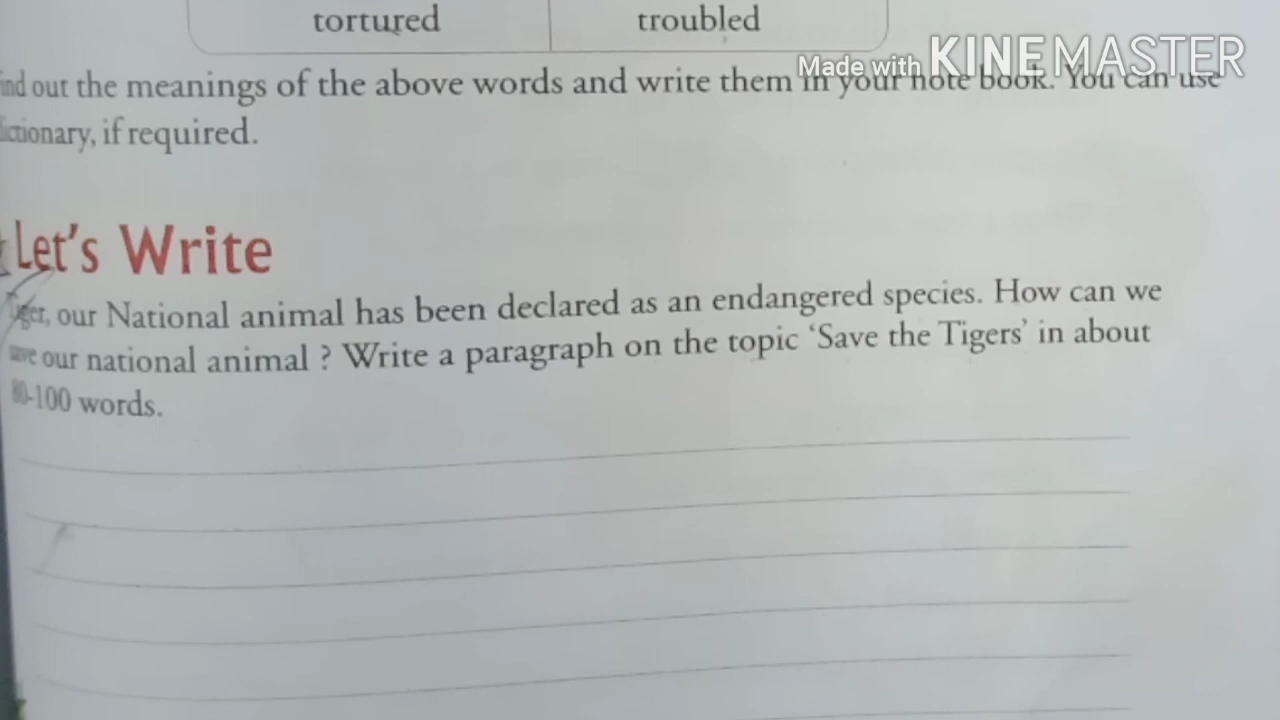 tortured troubled
Made with KINEMASTER
ind out the meanings of the above words and write them in your note book. You can use
ictionary, if required.
Let's Write
Tiger, our National animal has been declared as an endangered species. How can we
save our national animal ? Write a paragraph on the topic 'Save the Tigers' in about
80-100 words.